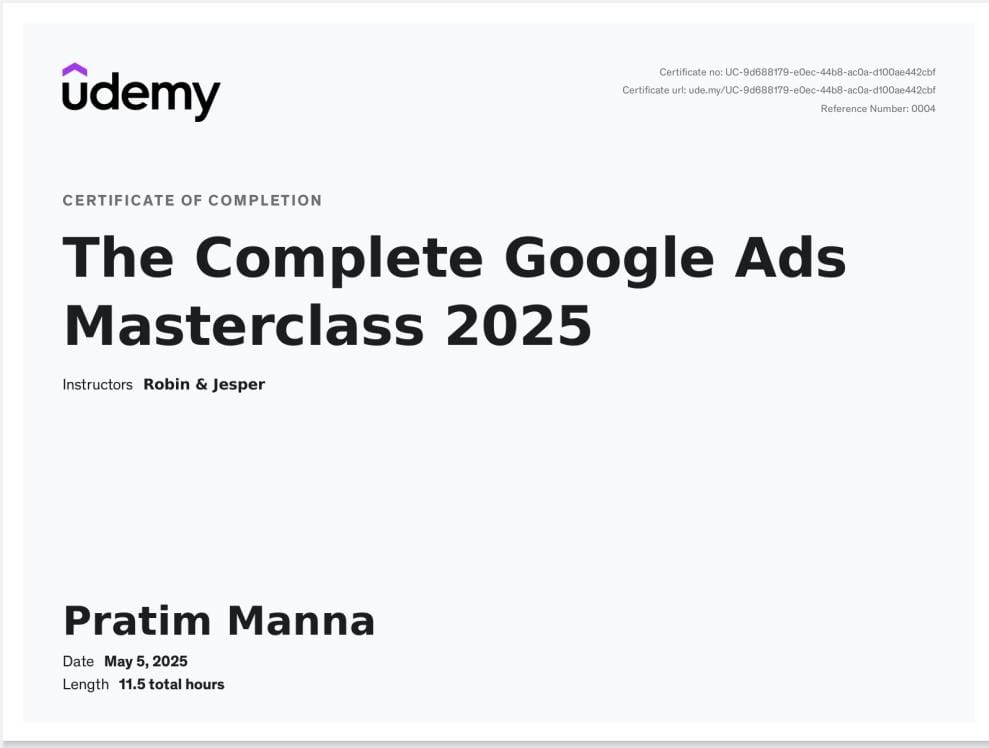 udemy
Certificate no: UC-9d688179-e0ec-44b8-ac0a-d100ae442cbf
Certificate url: ude.my/UC-9d688179-e0ec-44b8-ac0a-d100ae442cbf
Reference Number: 0004
CERTIFICATE OF COMPLETION
The Complete Google Ads
Masterclass 2025
Instructors Robin & Jesper
Pratim Manna
Date May 5, 2025
Length 11.5 total hours